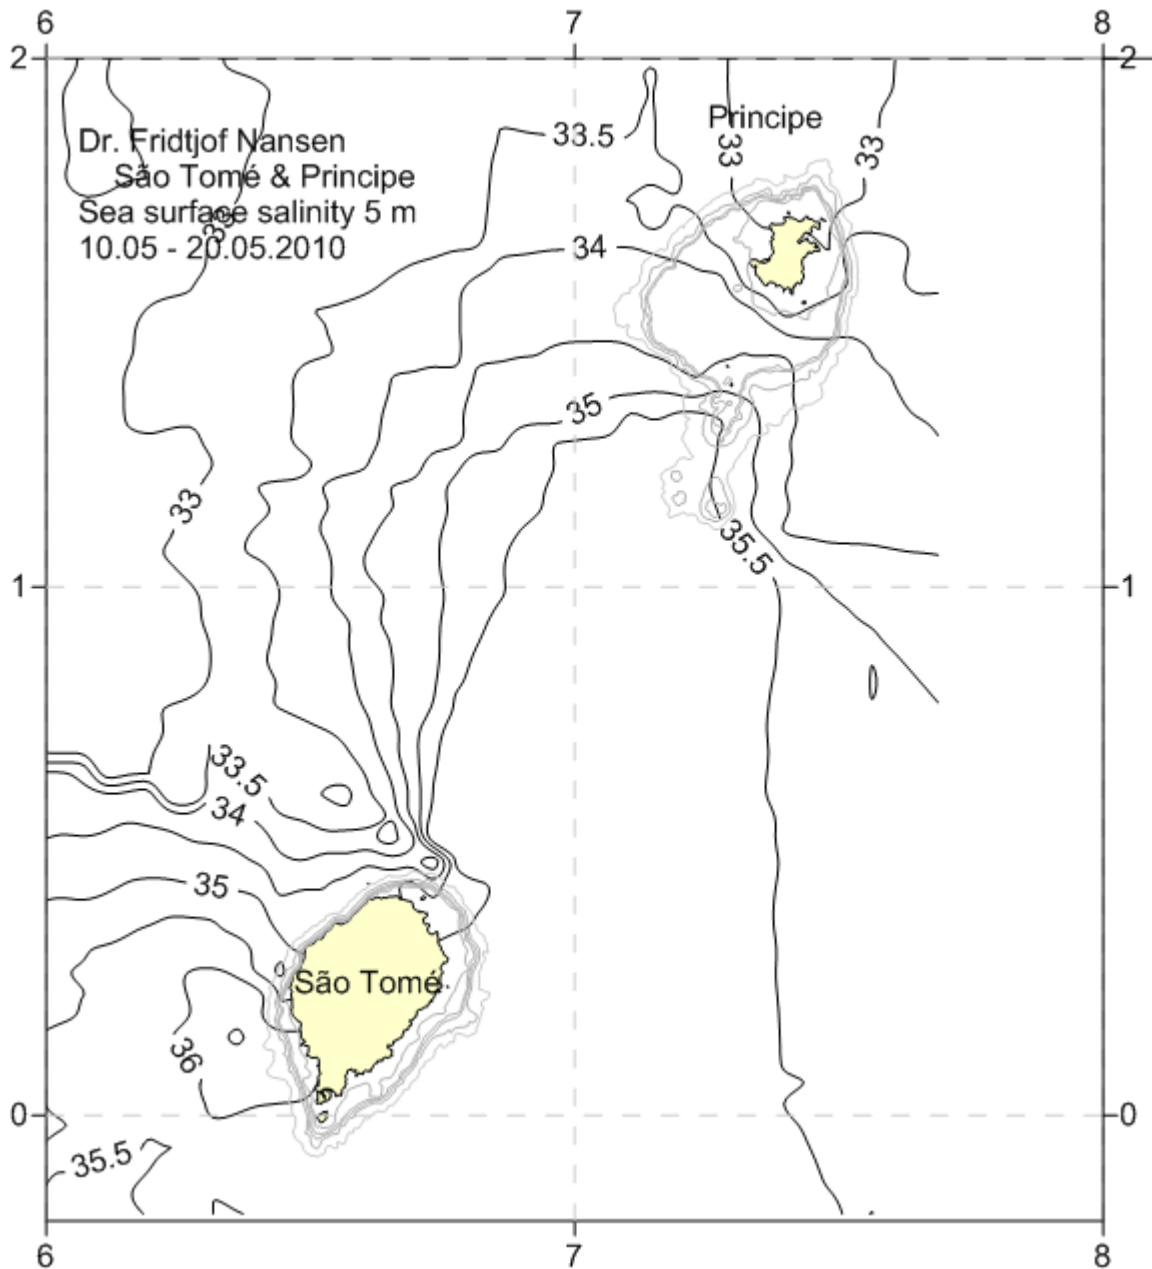 6 7 8
2 2
Dr. Fridtjof Nansen
São Tomé & Principe
Sea surface salinity 5 m
10.05 - 20.05.2010
33.5
Principe
33
33
33
34
35
33
35.5
1 1
33.5
34
35
São Tomé
36
0 0
35.5
6 7 8